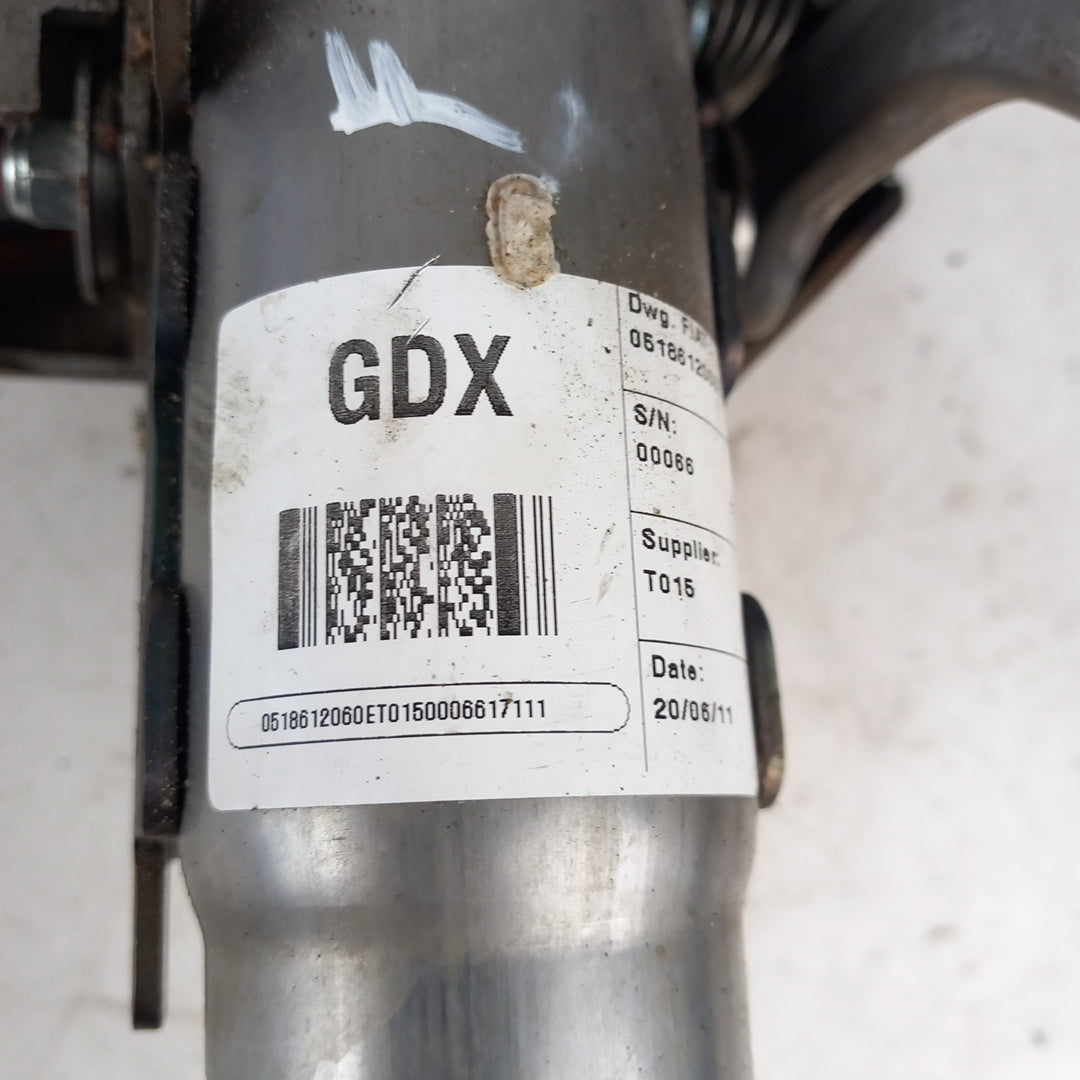 GDX
0518612060ET0150006617111
Dwg.
S/N:
00066
Supplier:
T015
Date:
20/06/11